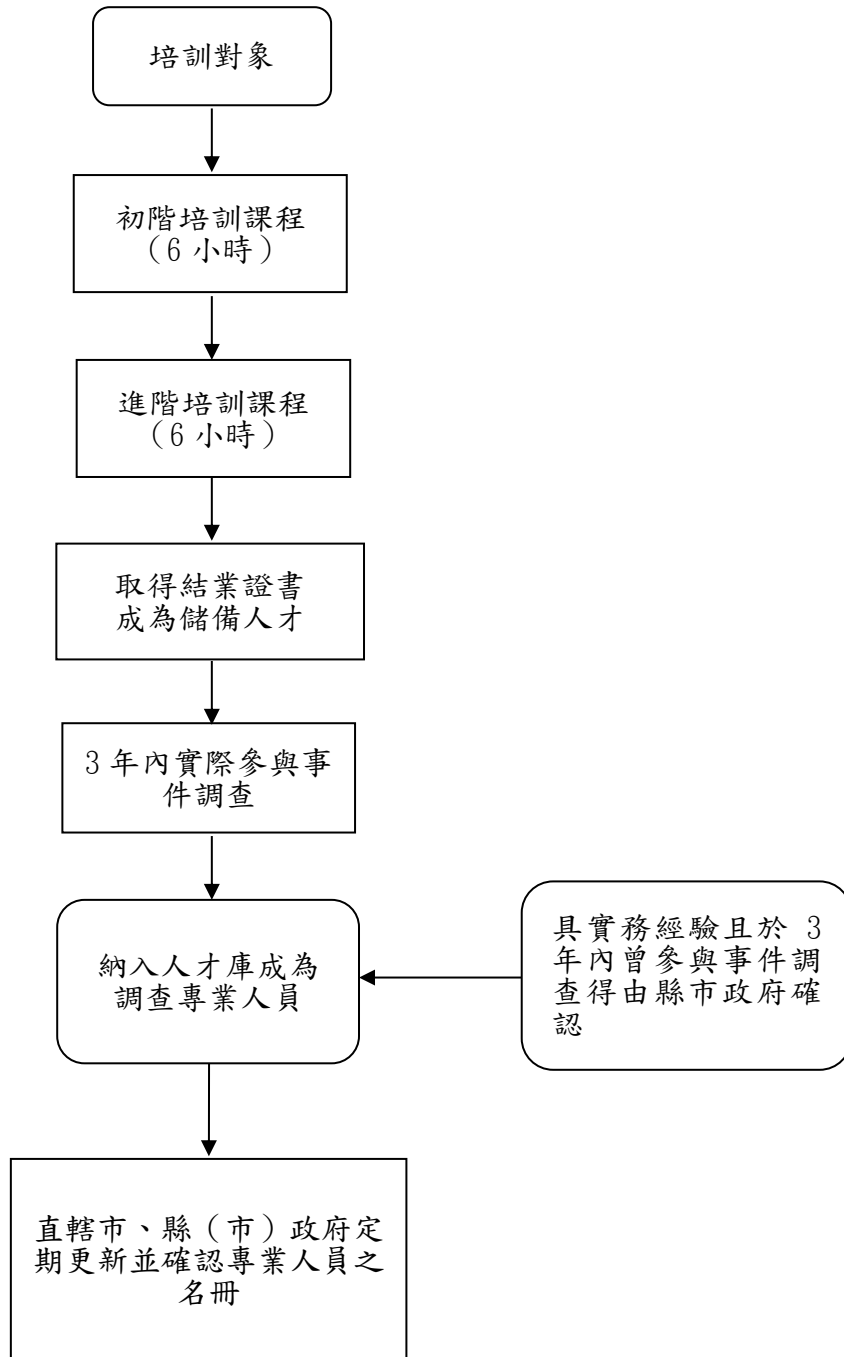 培訓對象
初階培訓課程
（6 小時）
進階培訓課程
（6 小時）
取得結業證書
成為儲備人才
3 年內實際參與事
件調查
納入人才庫成為
調查專業人員
具實務經驗且於 3
年內曾參與事件調
查得由縣市政府確
認
直轄市、縣（市）政府定
期更新並確認專業人員之
名冊